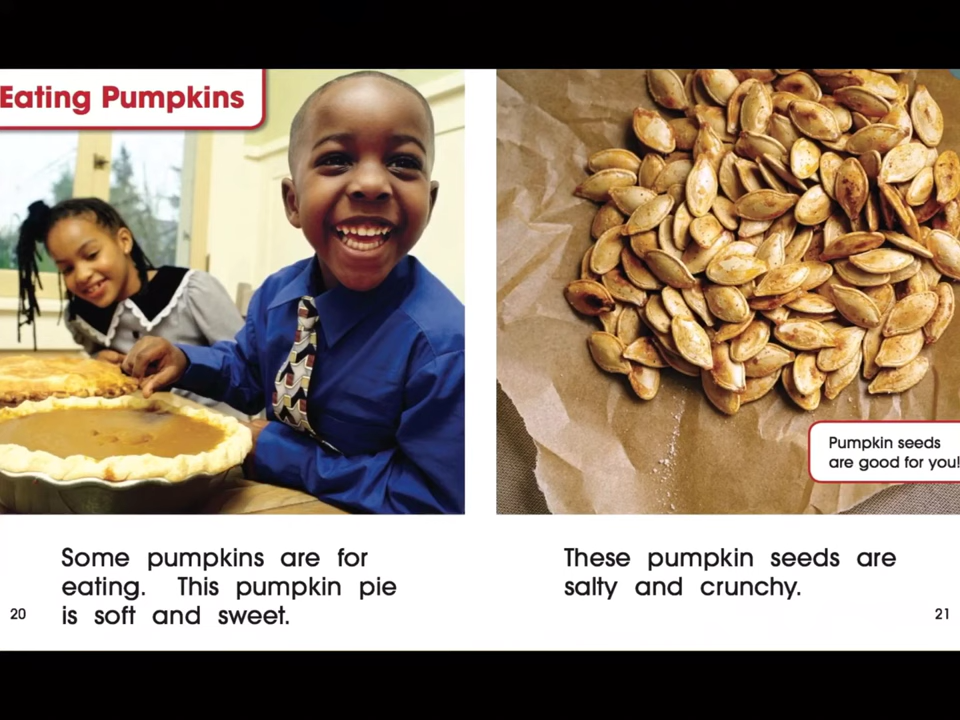 Eating Pumpkins
Some pumpkins are for
eating. This pumpkin pie
is soft and sweet.
20
Pumpkin seeds
are good for you!
These pumpkin seeds are
salty and crunchy.
21